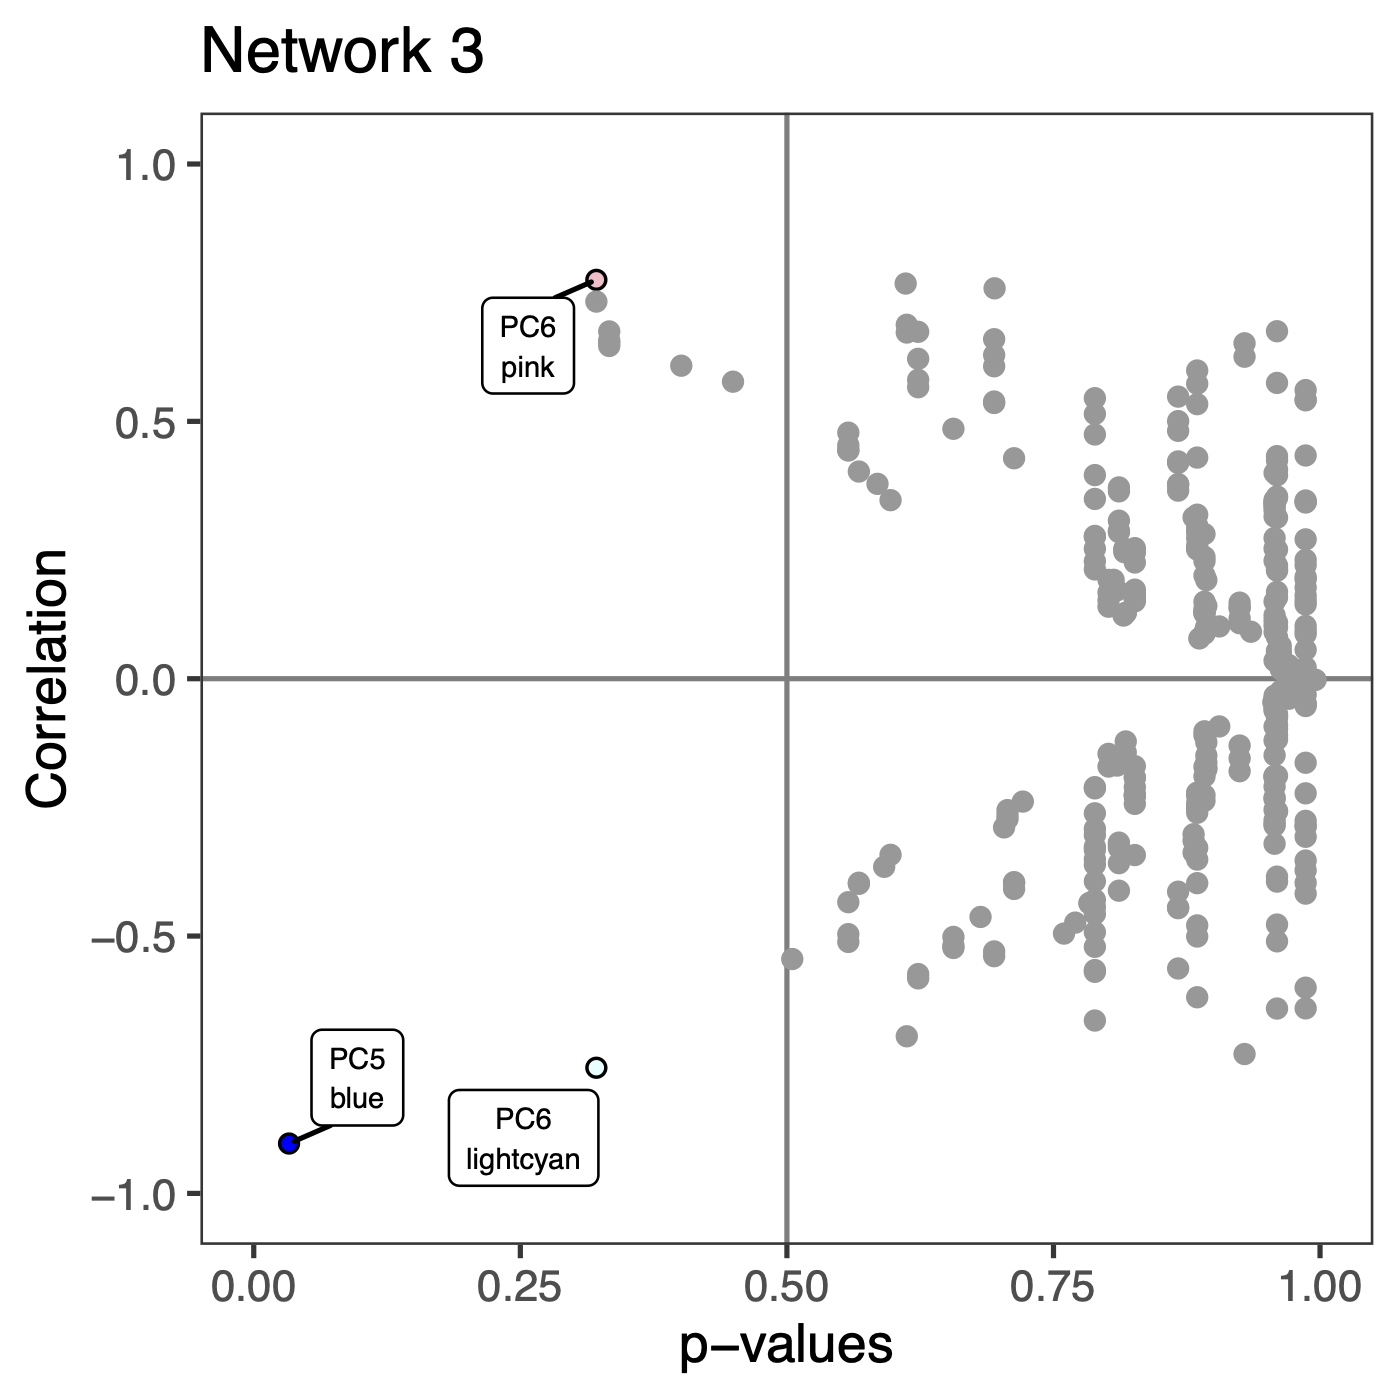 Network 3
1.0
0.5
0.0
−0.5
−1.0
Correlation
PC6
pink
PC5
blue
PC6
lightcyan
0.00
0.25
0.50
0.75
1.00
p−values